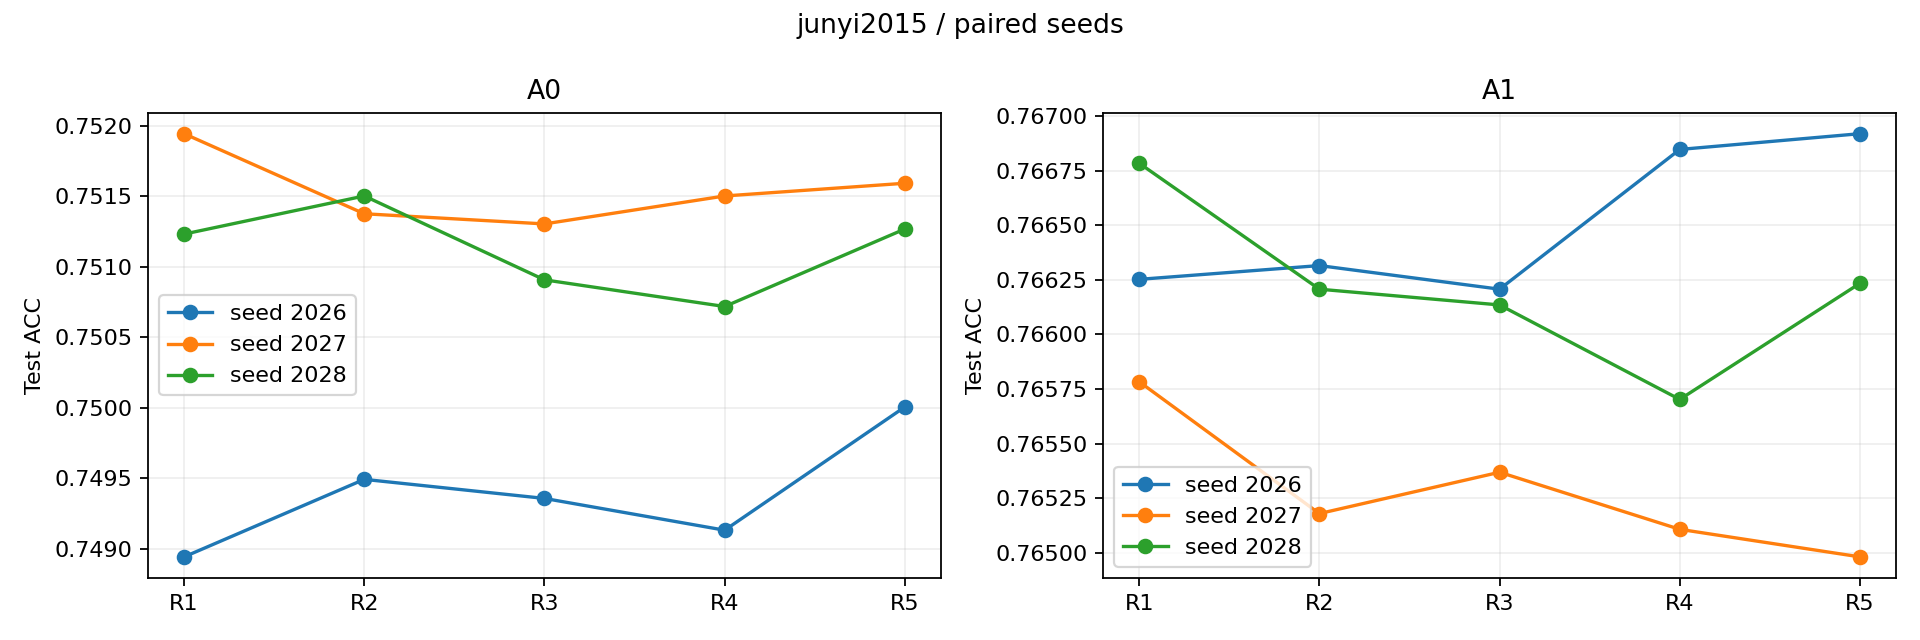 junyi2015 / paired seeds
A0
Test ACC
0.7520
0.7515
0.7510
0.7505
0.7500
0.7495
0.7490
seed 2026
seed 2027
seed 2028
R1 R2 R3 R4 R5
A1
Test ACC
0.76700
0.76675
0.76650
0.76625
0.76600
0.76575
0.76550
0.76525
0.76500
seed 2026
seed 2027
seed 2028
R1 R2 R3 R4 R5